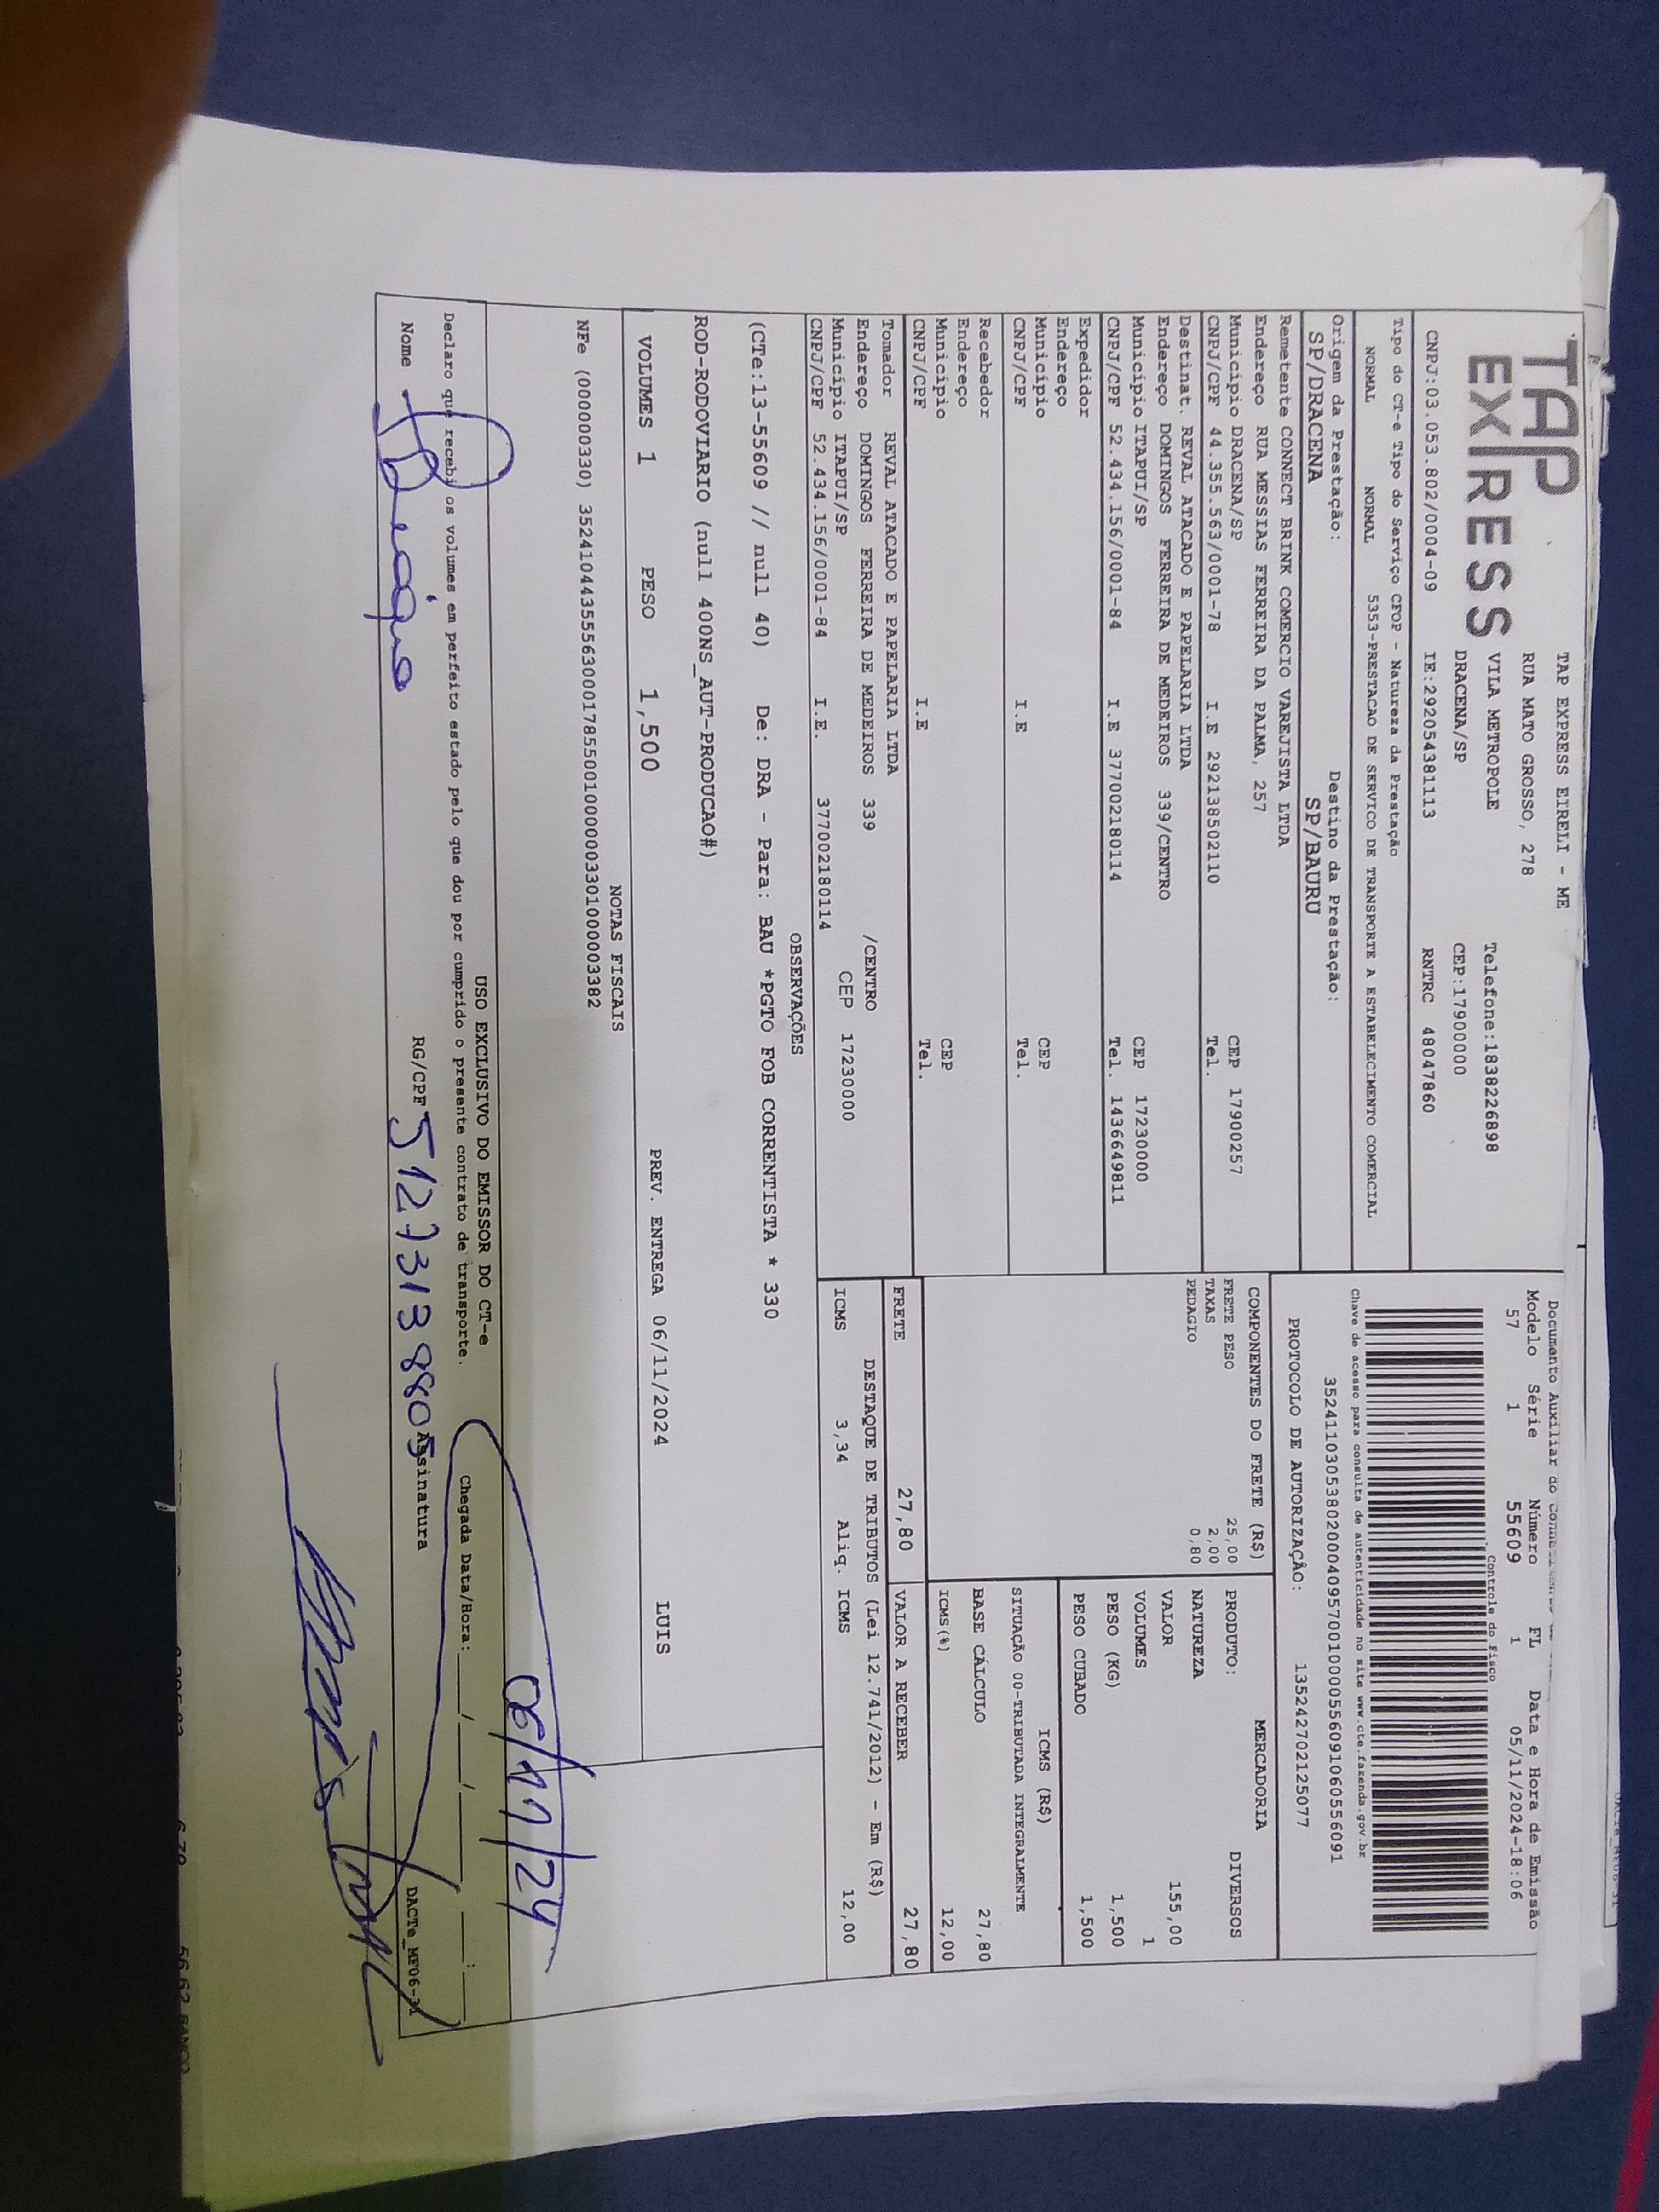 TAP
EXPRESS
TAP EXPRESS EIRELI - ME
RUA MATO GROSSO, 278
VILA METROPOLE Telefone:1838226898
DRACENA/SP CEP:17900000
CNPJ:03.053.802/0004-09 IE:292054381113 RNTRC 48047860
Documento Auxiliar do
Modelo Série Número FL Data e Hora de Emissão
57 1 55609 1 05/11/2024-18:06
Controle do Fisco
Chave de acesso para consulta de autenticidade no site www.cte.fazenda.gov.br
35241103053802000409570010000556091060556091
PROTOCOLO DE AUTORIZAÇÃO: 135242702125077
Tipo do CT-e Tipo do Serviço CFOP - Natureza da Prestação
NORMAL NORMAL 5353-PRESTACAO DE SERVICO DE TRANSPORTE A ESTABELECIMENTO COMERCIAL
Origem da Prestação: Destino da Prestação:
SP/DRACENA SP/BAURU
Remetente CONNECT BRINK COMERCIO VAREJISTA LTDA
Endereço RUA MESSIAS FERREIRA DA PALMA, 257
Município DRACENA/SP CEP 17900257
CNPJ/CPF 44.355.563/0001-78 I.E 292138502110 Tel.
Destinat. REVAL ATACADO E PAPELARIA LTDA
Endereço DOMINGOS FERREIRA DE MEDEIROS 339/CENTRO
Município ITAPUI/SP CEP 17230000
CNPJ/CPF 52.434.156/0001-84 I.E 377002180114 Tel. 1436649811
Expedidor
Endereço
Município CEP
CNPJ/CPF I.E Tel.
Recebedor
Endereço
Município CEP
CNPJ/CPF I.E Tel.
Tomador REVAL ATACADO E PAPELARIA LTDA
Endereço DOMINGOS FERREIRA DE MEDEIROS 339 /CENTRO
Município ITAPUI/SP CEP 17230000
CNPJ/CPF 52.434.156/0001-84 I.E. 377002180114
COMPONENTES DO FRETE (R$)
FRETE PESO 25,00
TAXAS 2,00
PEDAGIO 0,80
MERCADORIA
PRODUTO: DIVERSOS
NATUREZA
VALOR 155,00
VOLUMES 1
PESO (KG) 1,500
PESO CUBADO 1,500
ICMS (R$)
SITUAÇÃO 00-TRIBUTADA INTEGRALMENTE
BASE CÁLCULO 27,80
ICMS(%) 12,00
FRETE 27,80 VALOR A RECEBER 27,80
DESTAQUE DE TRIBUTOS (Lei 12.741/2012) - Em (R$)
ICMS 3,34 Aliq. ICMS 12,00
OBSERVAÇÕES
(CTe:13-55609 // null 40) De: DRA - Para: BAU *PGTO FOB CORRENTISTA * 330
ROD-RODOVIARIO (null 400NS_AUT-PRODUCAO#)
VOLUMES 1 PESO 1,500 PREV. ENTREGA 06/11/2024 LUIS
NOTAS FISCAIS
NFe (000000330) 35241044355563000178550010000003301000003382
06/11/24
USO EXCLUSIVO DO EMISSOR DO CT-e
Declaro que recebi os volumes em perfeito estado pelo que dou por cumprido o presente contrato de transporte. Chegada Data/Hora: ____/____/______ ____:____
Nome RG/CPF 51273138805 Assinatura DACTe_MF06-31